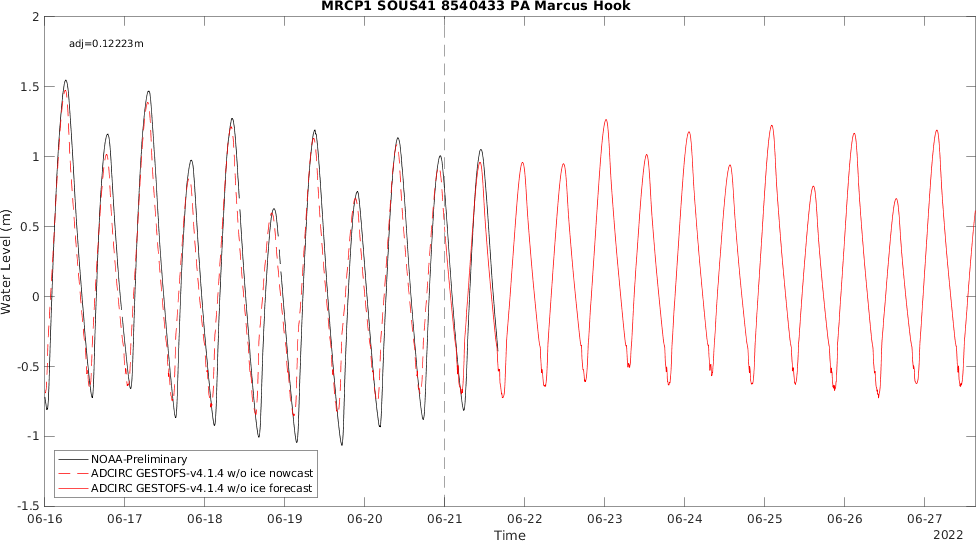 MRCP1 SOUS41 8540433 PA Marcus Hook
adj=0.12223m
2
1.5
1
0.5
0
-0.5
-1
-1.5
Water Level (m)
NOAA-Preliminary
ADCIRC GESTOFS-v4.1.4 w/o ice nowcast
ADCIRC GESTOFS-v4.1.4 w/o ice forecast
06-16 06-17 06-18 06-19 06-20 06-21 06-22 06-23 06-24 06-25 06-26 06-27
Time
2022